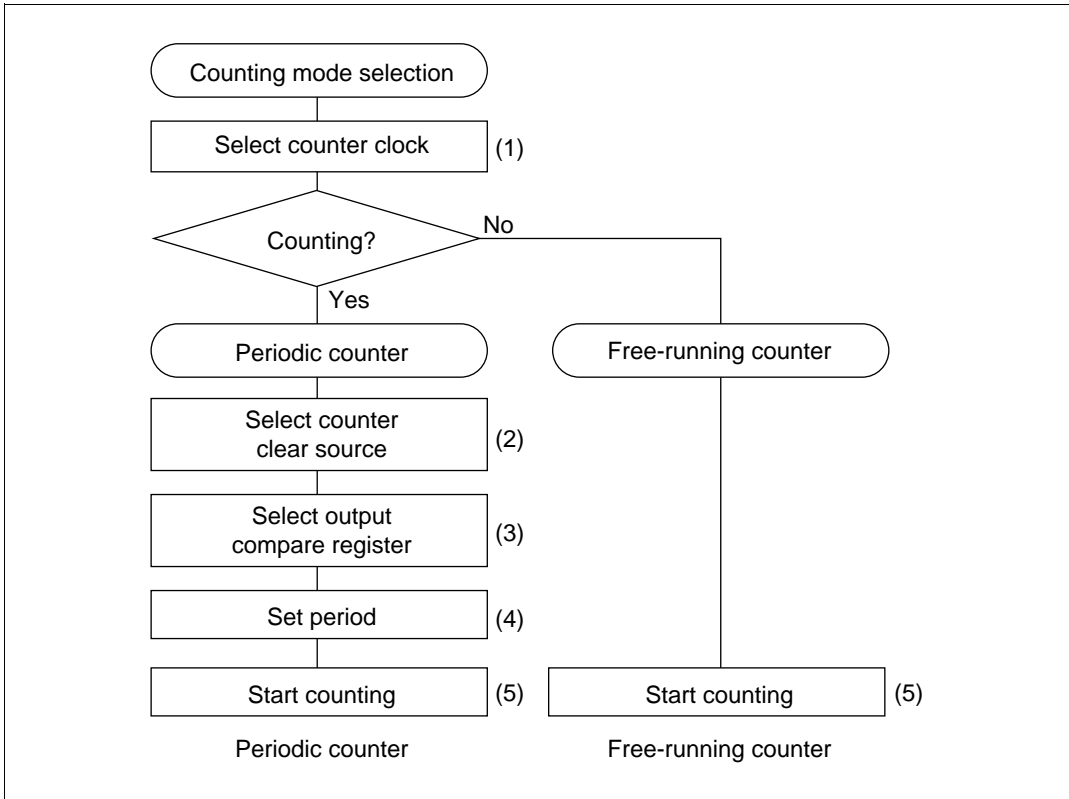 Counting mode selection
Select counter clock
(1)
Counting?
No
Yes
Periodic counter
Free-running counter
Select counter
clear source
(2)
Select output
compare register
(3)
Set period
(4)
Start counting
(5)
Start counting
(5)
Periodic counter
Free-running counter